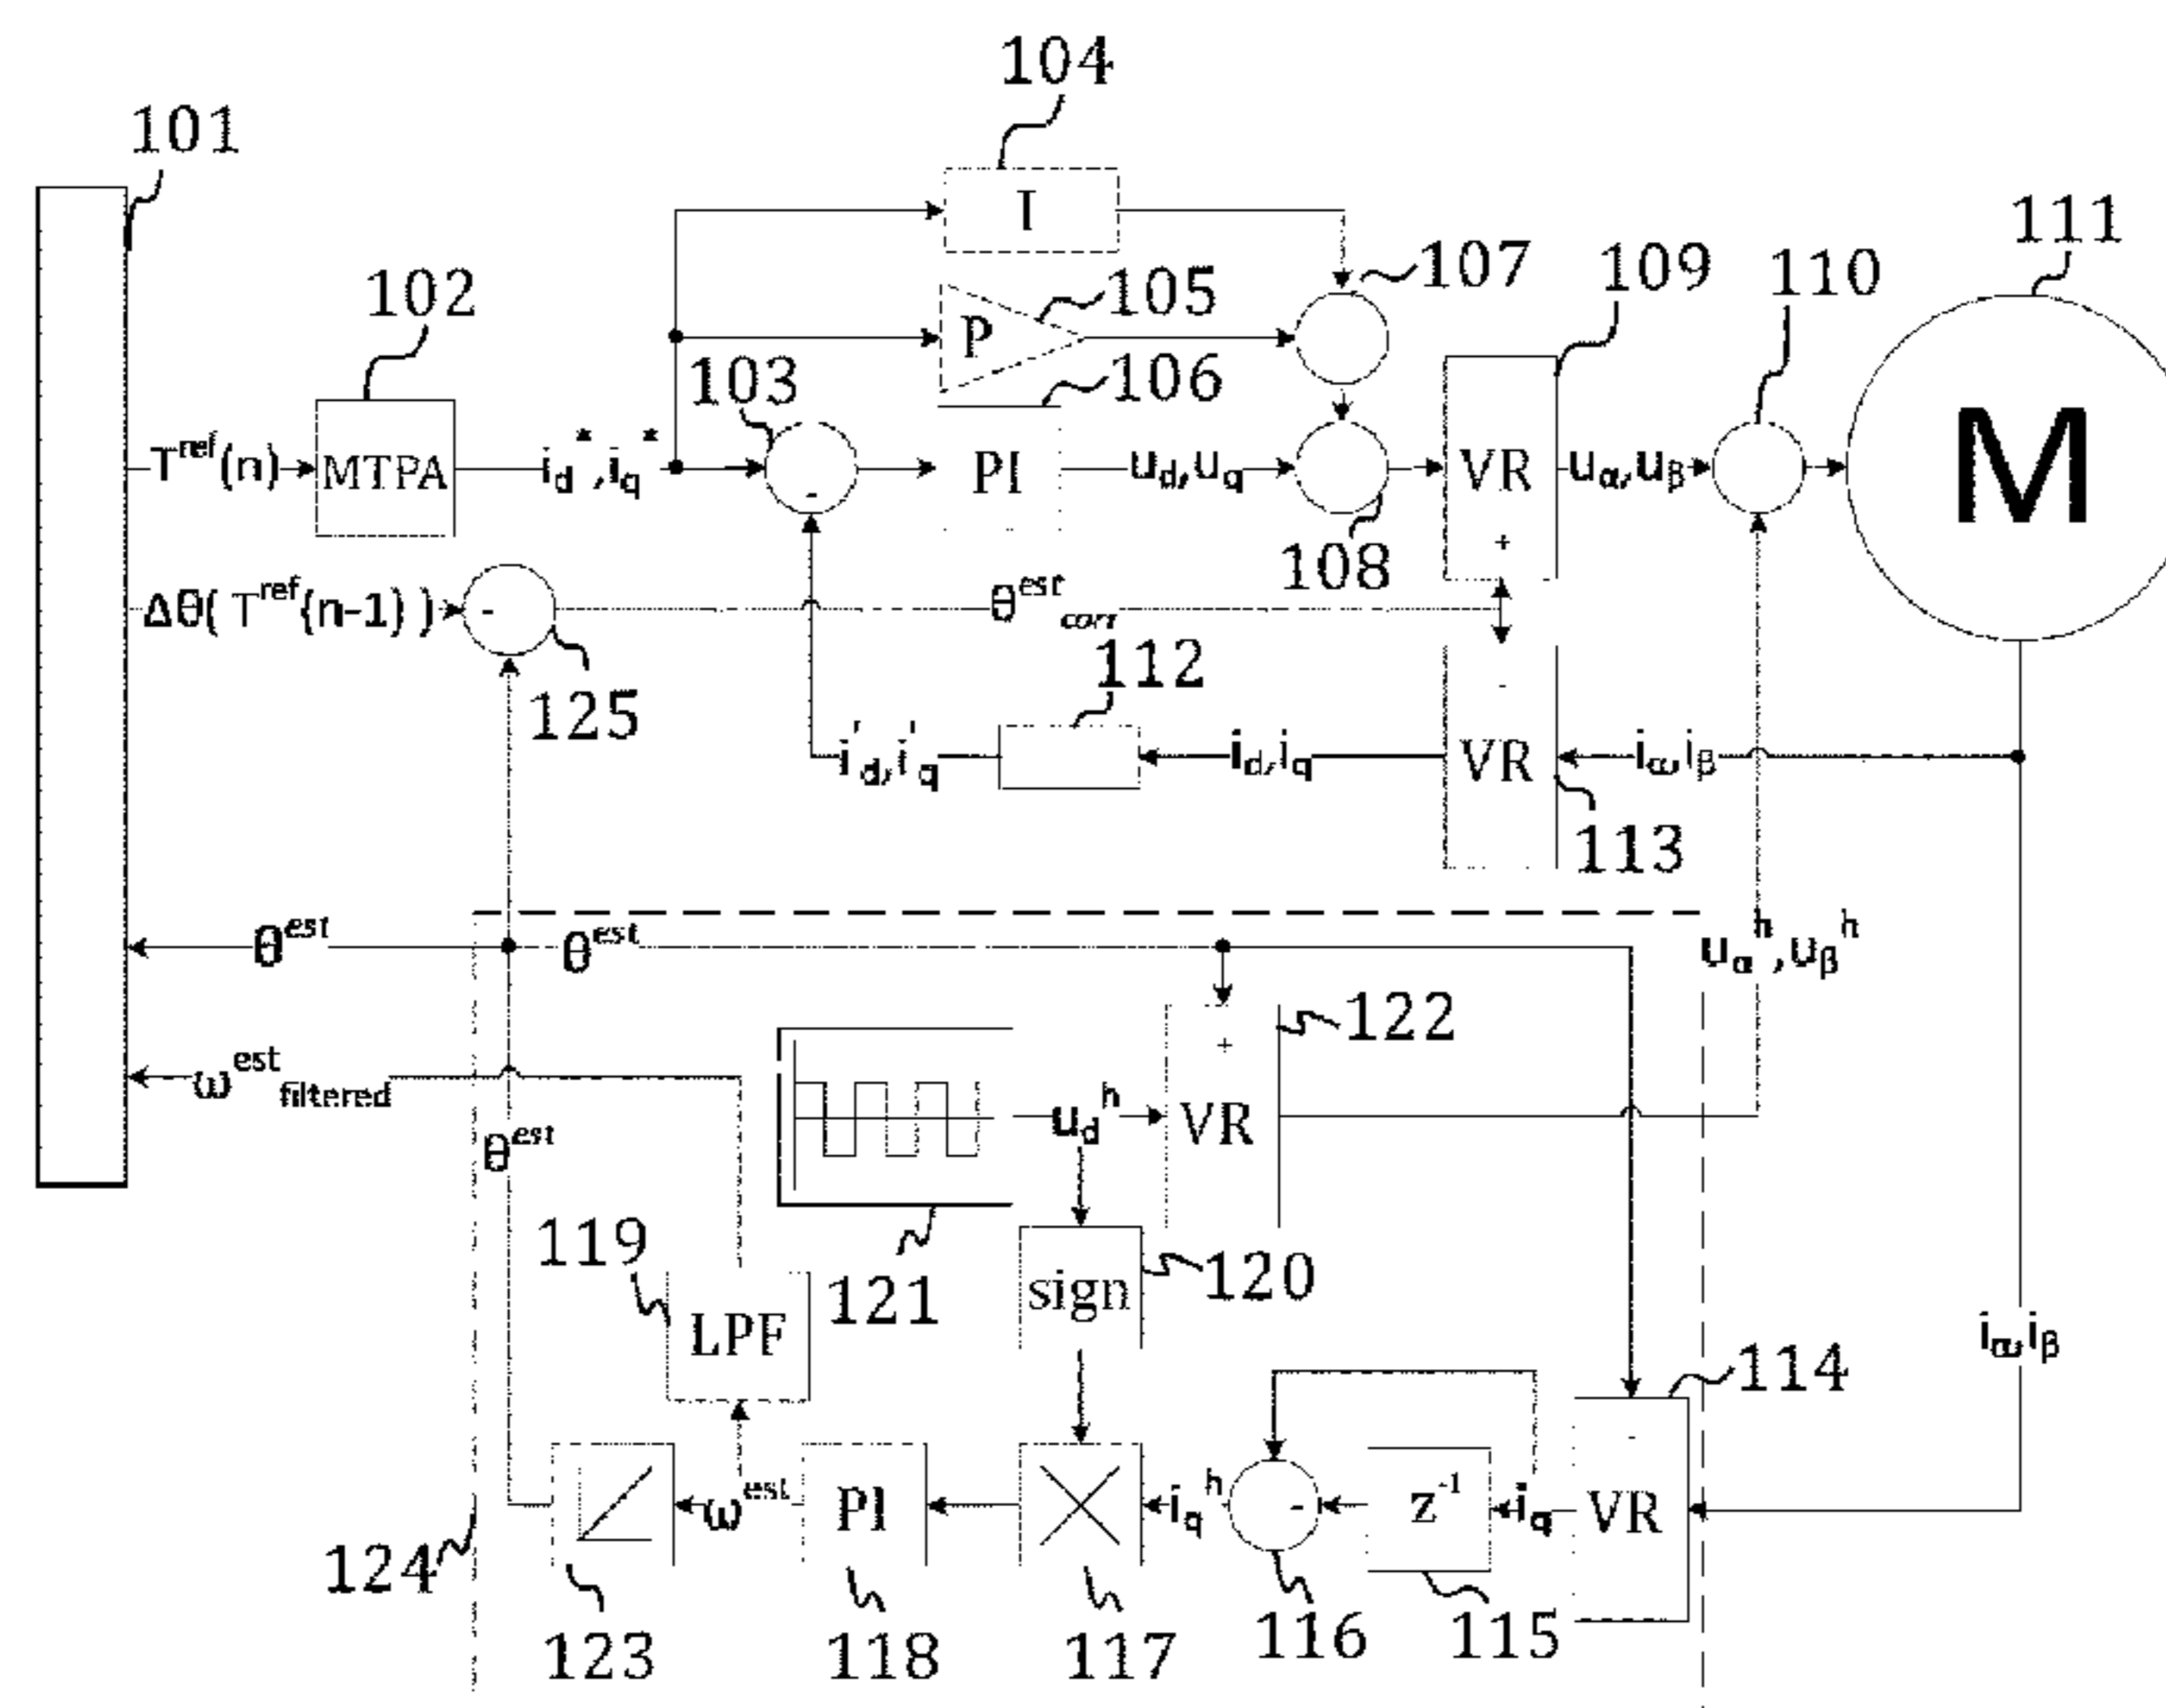 104
101
I
111
102
105
107
109
110
P
103
106
T^ref(n)
MTPA
i_d^*,i_q^*
-
PI
u_d,u_q
VR
u_α,u_β
M
+
108
Δθ(T^ref(n-1))
-
θ^est_corr
125
112
-
i'_d,i'_q
i_d,i_q
VR
i_α,i_β
113
θ^est
θ^est
u_α^h,u_β^h
122
+
ω^est_filtered
u_d^h
VR
θ^est
119
121
sign
120
LPF
i_α,i_β
114
-
ω^est
PI
i_q^h
-
z^-1
i_q
VR
124
123
118
117
116
115